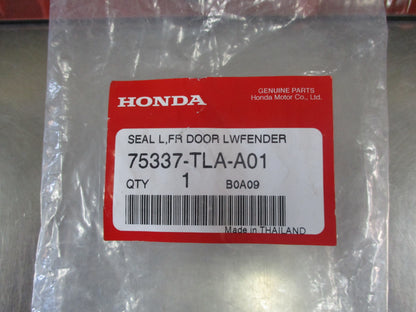 HONDA
GENUINE PARTS
Honda Motor Co., Ltd.
SEAL L,FR DOOR LWFENDER
75337-TLA-A01
QTY 1 B0A09
Made in THAILAND